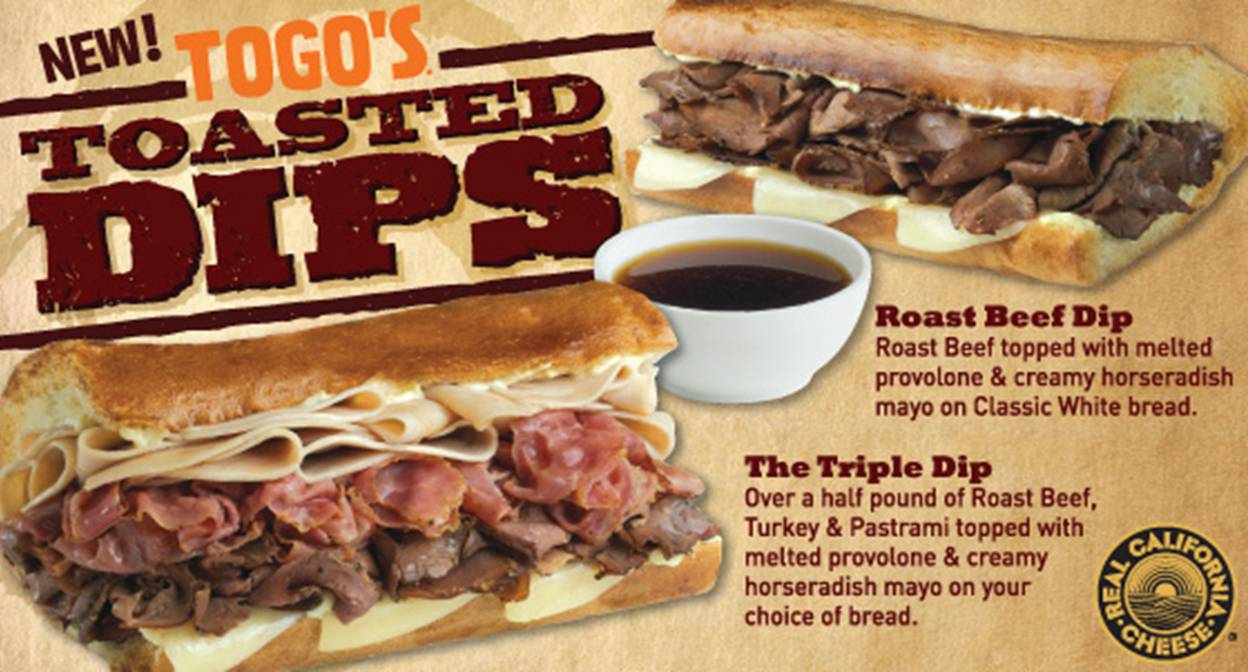 NEW! TOGO'S
TOASTED
DIPS
Roast Beef Dip
Roast Beef topped with melted
provolone & creamy horseradish
mayo on Classic White bread.
The Triple Dip
Over a half pound of Roast Beef,
Turkey & Pastrami topped with
melted provolone & creamy
horseradish mayo on your
choice of bread.
REAL CALIFORNIA
CHEESE
®